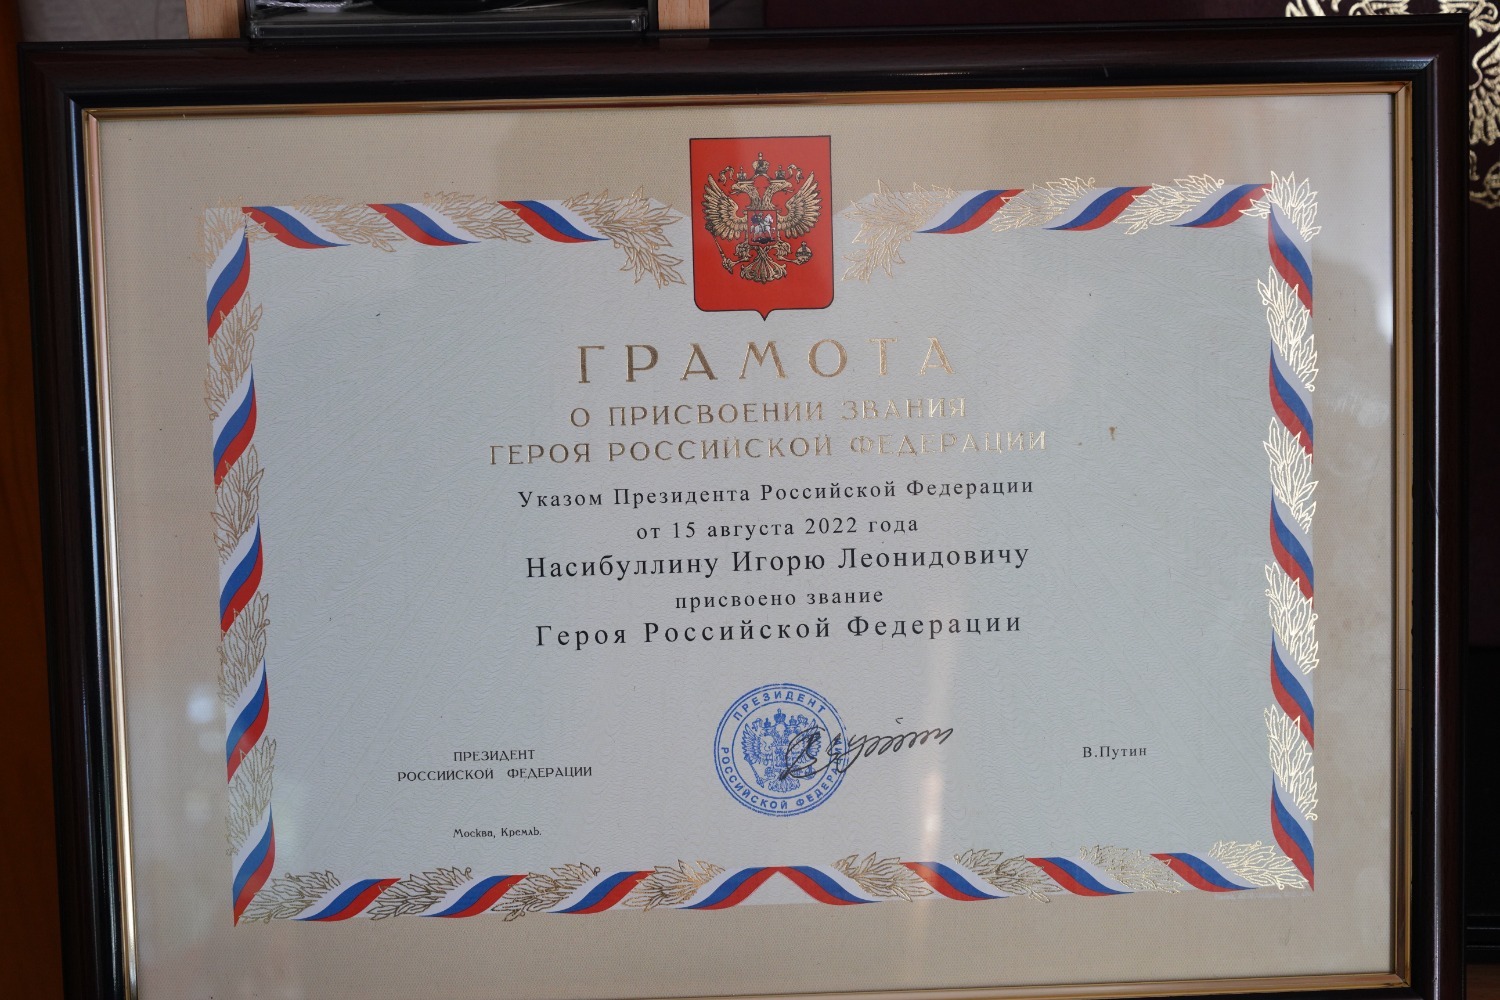 ГРАМОТА
О ПРИСВОЕНИИ ЗВАНИЯ
ГЕРОЯ РОССИЙСКОЙ ФЕДЕРАЦИИ
Указом Президента Российской Федерации
от 15 августа 2022 года
Насибуллину Игорю Леонидовичу
присвоено звание
Героя Российской Федерации
ПРЕЗИДЕНТ
РОССИЙСКОЙ ФЕДЕРАЦИИ
ПРЕЗИДЕНТ
РОССИЙСКОЙ
В.Путин
Москва, Кремль.